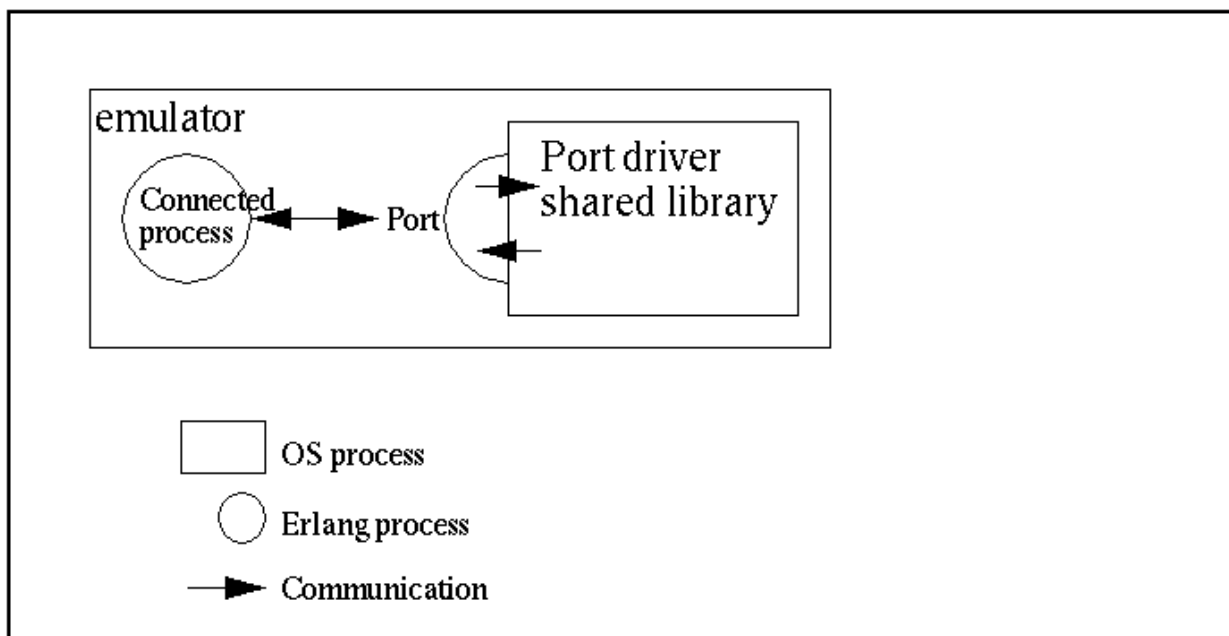 emulator
Connected
process
Port
Port driver
shared library
OS process
Erlang process
Communication